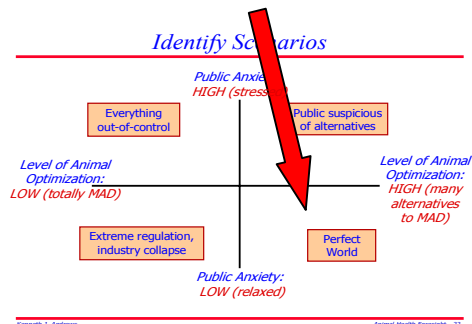 Identify Sc narios
Public Anxie
HIGH (stress
Everything
out-of-control
Public suspicious
of alternatives
Level of Animal
Optimization:
LOW (totally MAD)
Level of Animal
Optimization:
HIGH (many
alternatives
to MAD)
Extreme regulation,
industry collapse
Perfect
World
Public Anxiety:
LOW (relaxed)